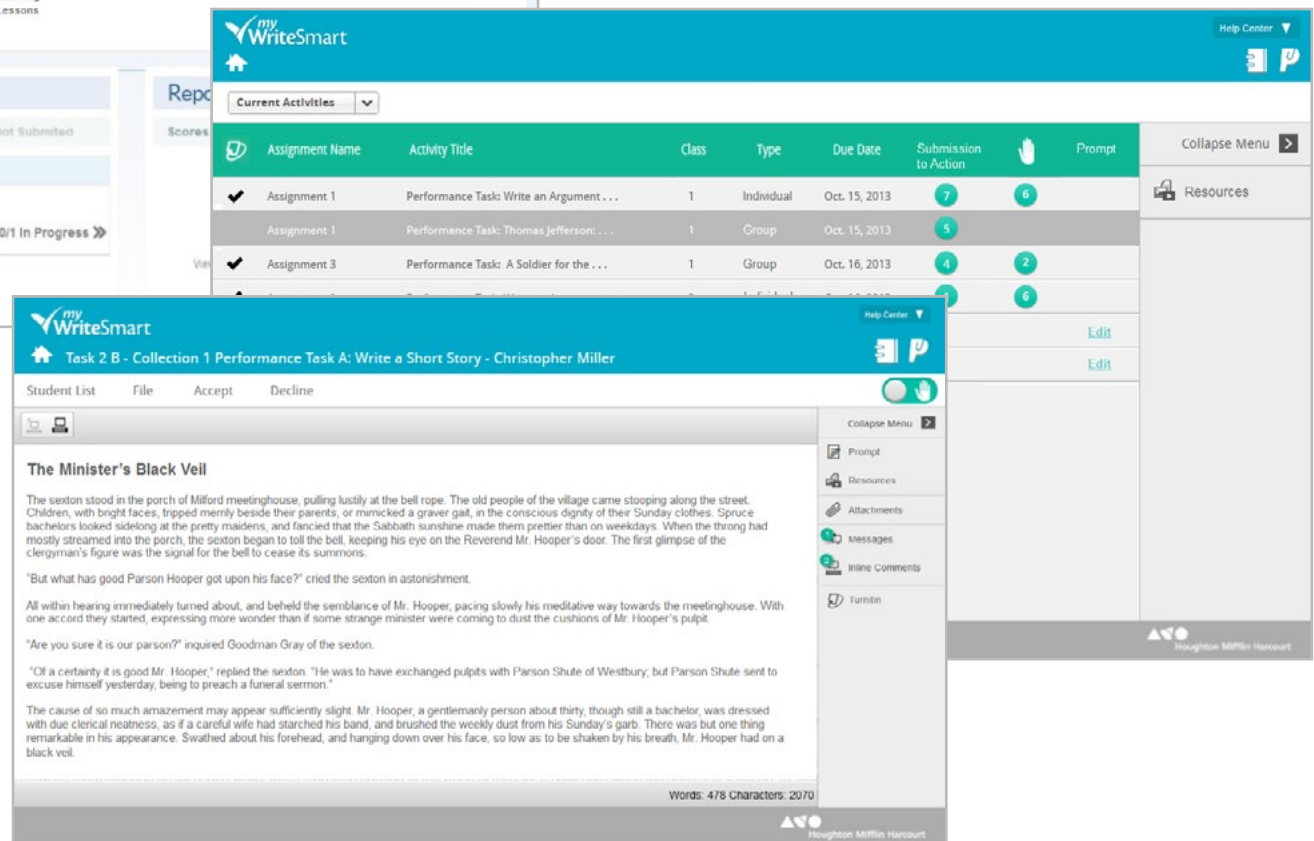 Lessons
Not Submited
0/1 In Progress
Scores
my
WriteSmart
Help Center
Current Activities
Assignment Name Activity Title Class Type Due Date Submission to Action Prompt
Assignment 1 Performance Task: Write an Argument . . . 1 Individual Oct. 15, 2013 7 6
Assignment 1 Performance Task: Thomas Jefferson: . . . 1 Group Oct. 15, 2013 5
Assignment 3 Performance Task: A Soldier for the . . . 1 Group Oct. 16, 2013 4 2
6
Edit
Edit
Collapse Menu
Resources
Houghton Mifflin Harcourt
my
WriteSmart
Help Center
Task 2 B - Collection 1 Performance Task A: Write a Short Story - Christopher Miller
Student List File Accept Decline
The Minister's Black Veil
The sexton stood in the porch of Milford meetinghouse, pulling lustily at the bell rope. The old people of the village came stooping along the street.
Children, with bright faces, tripped merrily beside their parents, or mimicked a graver gait, in the conscious dignity of their Sunday clothes. Spruce
bachelors looked sidelong at the pretty maidens, and fancied that the Sabbath sunshine made them prettier than on weekdays. When the throng had
mostly streamed into the porch, the sexton began to toll the bell, keeping his eye on the Reverend Mr. Hooper's door. The first glimpse of the
clergyman's figure was the signal for the bell to cease its summons.
"But what has good Parson Hooper got upon his face?" cried the sexton in astonishment.
All within hearing immediately turned about, and beheld the semblance of Mr. Hooper, pacing slowly his meditative way towards the meetinghouse. With
one accord they started, expressing more wonder than if some strange minister were coming to dust the cushions of Mr. Hooper's pulpit.
"Are you sure it is our parson?" inquired Goodman Gray of the sexton.
"Of a certainty it is good Mr. Hooper," replied the sexton. "He was to have exchanged pulpits with Parson Shute of Westbury; but Parson Shute sent to
excuse himself yesterday, being to preach a funeral sermon."
The cause of so much amazement may appear sufficiently slight. Mr. Hooper, a gentlemanly person about thirty, though still a bachelor, was dressed
with due clerical neatness, as if a careful wife had starched his band, and brushed the weekly dust from his Sunday's garb. There was but one thing
remarkable in his appearance. Swathed about his forehead, and hanging down over his face, so low as to be shaken by his breath, Mr. Hooper had on a
black veil.
Words: 478 Characters: 2070
Collapse Menu
Prompt
Resources
Attachments
1 Messages
2 Inline Comments
Turnitin
Houghton Mifflin Harcourt